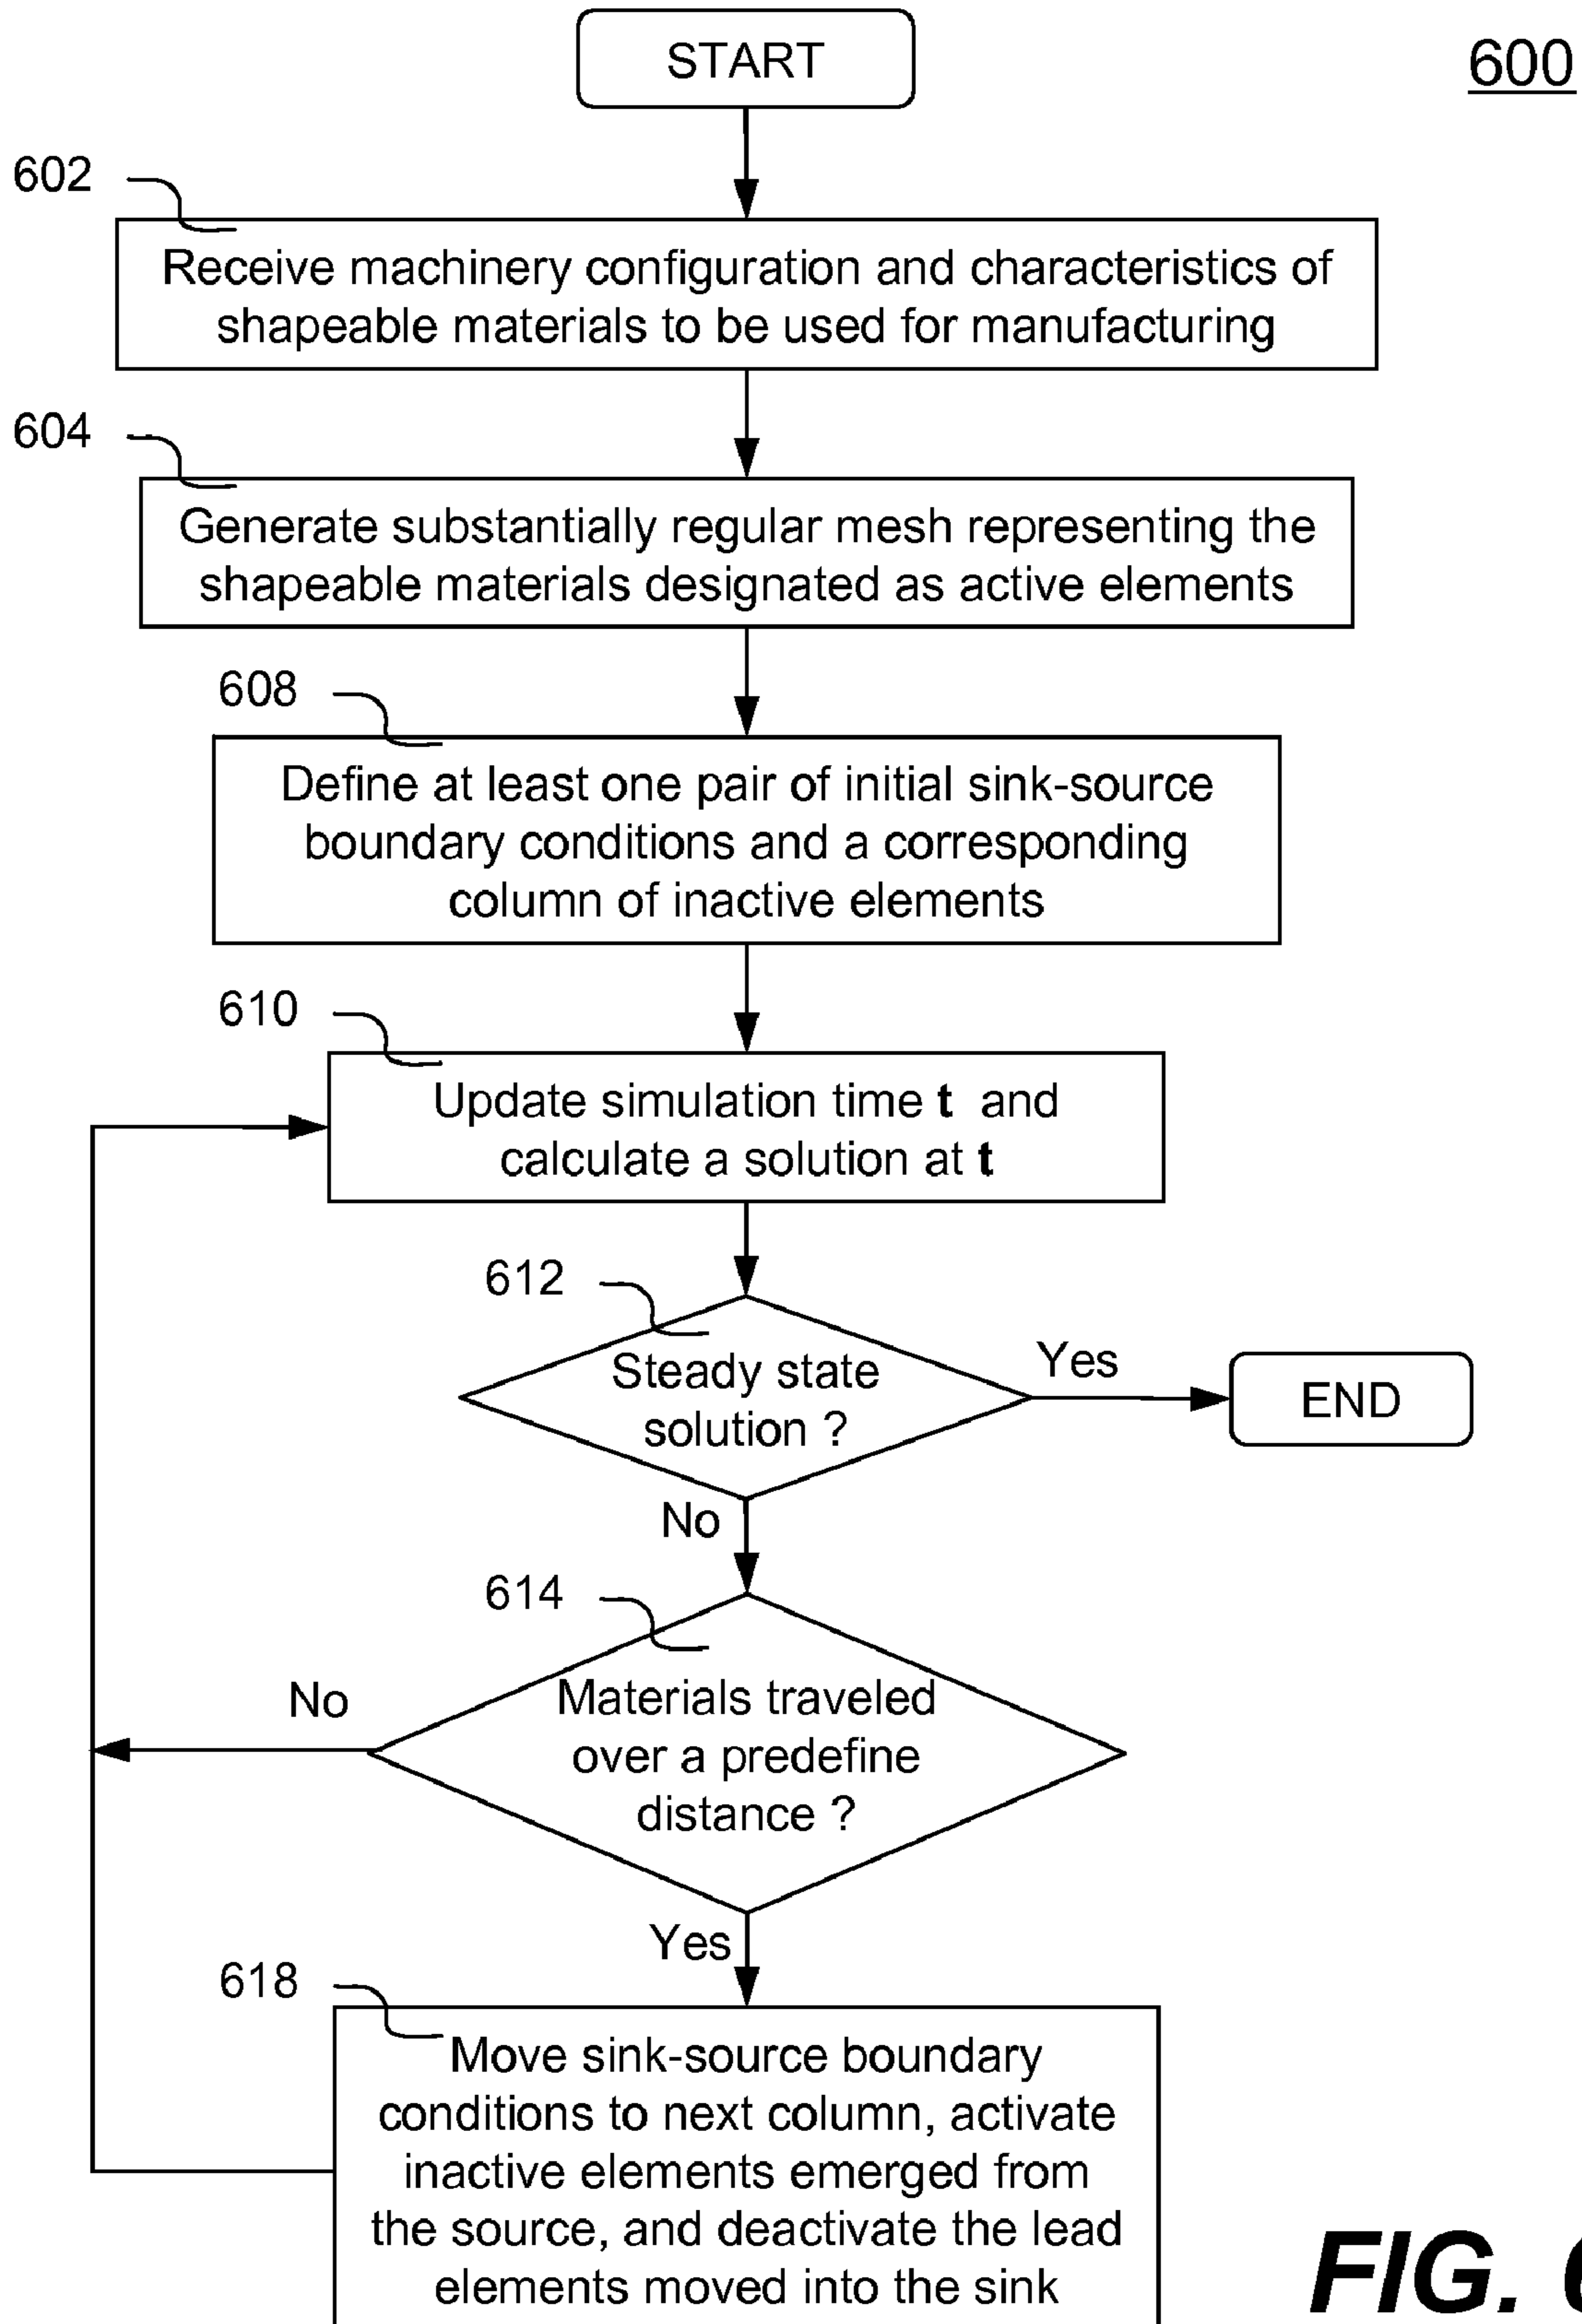 START
600
602
Receive machinery configuration and characteristics of
shapeable materials to be used for manufacturing
604
Generate substantially regular mesh representing the
shapeable materials designated as active elements
608
Define at least one pair of initial sink-source
boundary conditions and a corresponding
column of inactive elements
610
Update simulation time t and
calculate a solution at t
612
Steady state
solution ?
Yes
END
No
614
Materials traveled
over a predefine
distance ?
No
Yes
618
Move sink-source boundary
conditions to next column, activate
inactive elements emerged from
the source, and deactivate the lead
elements moved into the sink
FIG. 6